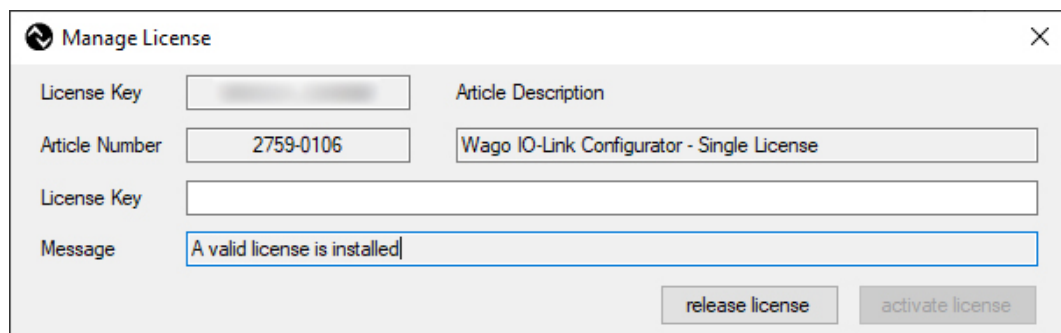 Manage License
License Key
Article Description
Article Number 2759-0106 Wago IO-Link Configurator - Single License
License Key
Message A valid license is installed
release license activate license